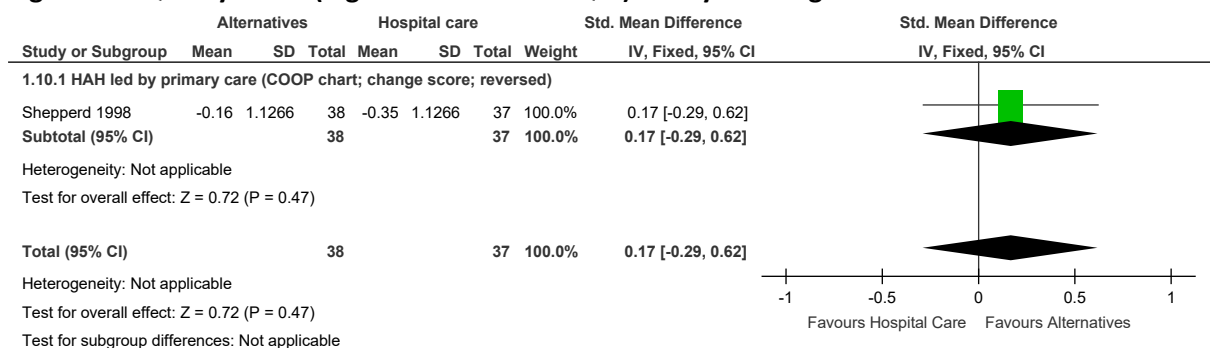 Alternatives Hospital care Std. Mean Difference Std. Mean Difference
Study or Subgroup Mean SD Total Mean SD Total Weight IV, Fixed, 95% CI IV, Fixed, 95% CI
1.10.1 HAH led by primary care (COOP chart; change score; reversed)
Shepperd 1998 -0.16 1.1266 38 -0.35 1.1266 37 100.0% 0.17 [-0.29, 0.62]
Subtotal (95% CI) 38 37 100.0% 0.17 [-0.29, 0.62]
Heterogeneity: Not applicable
Test for overall effect: Z = 0.72 (P = 0.47)
Total (95% CI) 38 37 100.0% 0.17 [-0.29, 0.62]
Heterogeneity: Not applicable
Test for overall effect: Z = 0.72 (P = 0.47)
Test for subgroup differences: Not applicable
-1 -0.5 0 0.5 1
Favours Hospital Care Favours Alternatives